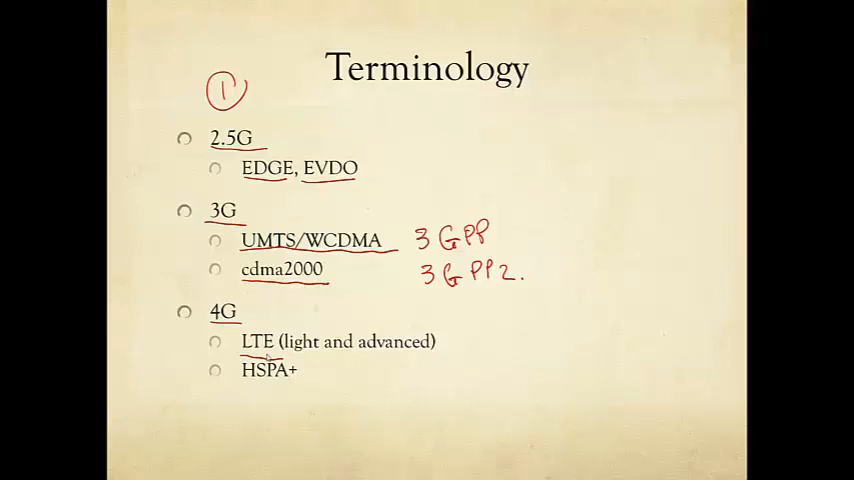 Terminology
1
2.5G
EDGE, EVDO
3G
UMTS/WCDMA 3GPP
cdma2000 3GPP2.
4G
LTE (light and advanced)
HSPA+